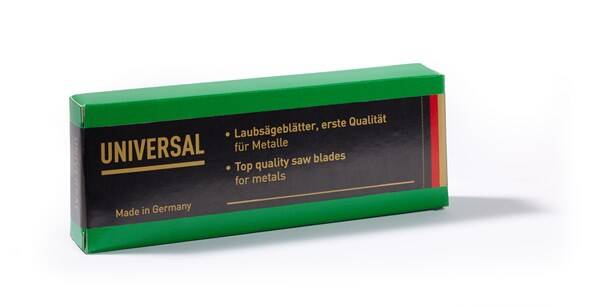 UNIVERSAL
Made in Germany
• Laubsägeblätter, erste Qualität
für Metalle
• Top quality saw blades
for metals